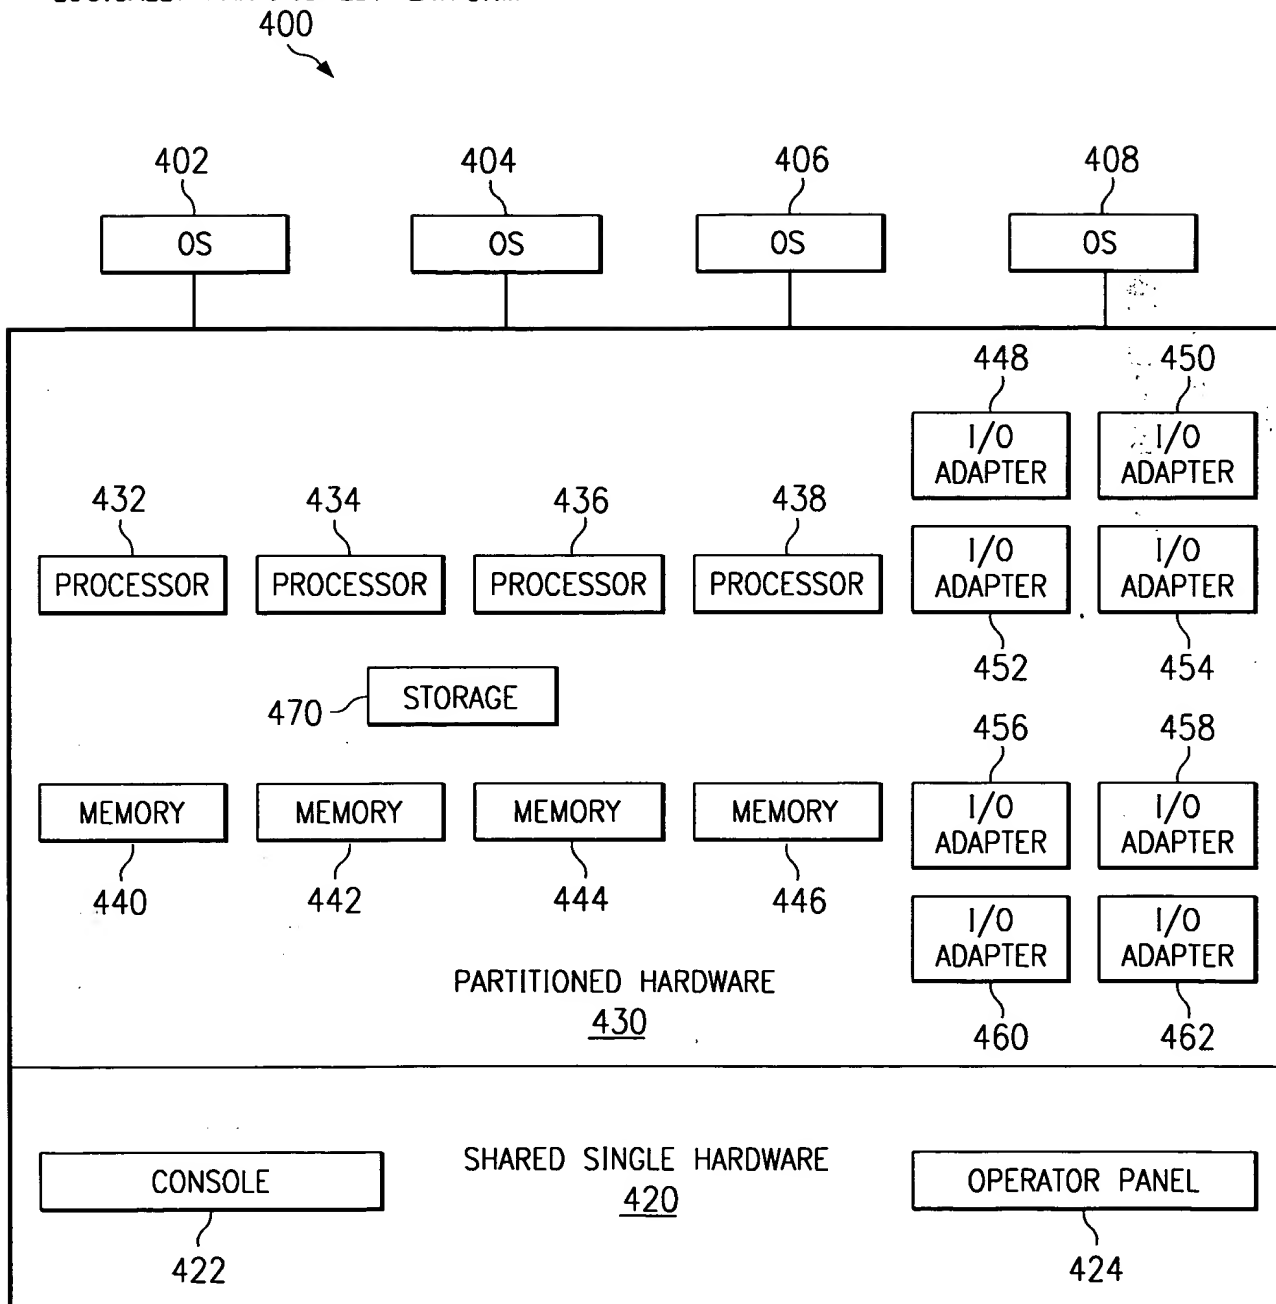 400
402 404 406 408
OS OS OS OS
448 450
I/O ADAPTER I/O ADAPTER
432 434 436 438
PROCESSOR PROCESSOR PROCESSOR PROCESSOR
I/O ADAPTER I/O ADAPTER
452 454
470 STORAGE
456 458
MEMORY MEMORY MEMORY MEMORY
I/O ADAPTER I/O ADAPTER
440 442 444 446
I/O ADAPTER I/O ADAPTER
460 462
PARTITIONED HARDWARE
430
CONSOLE
SHARED SINGLE HARDWARE
420
OPERATOR PANEL
422 424